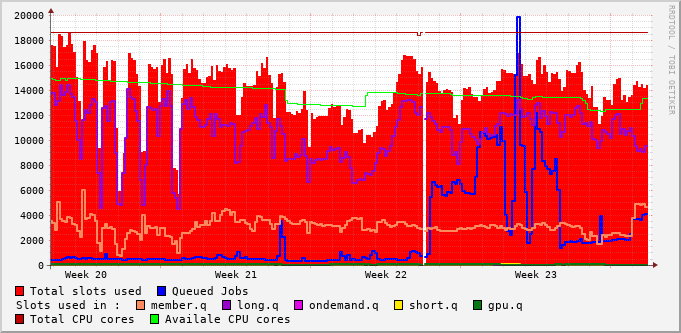 20000
18000
16000
14000
12000
10000
8000
6000
4000
2000
0
Week 20 Week 21 Week 22 Week 23
RRDTOOL / TOBI OETIKER
Total slots used Queued Jobs
Slots used in : member.q long.q ondemand.q short.q gpu.q
Total CPU cores Availale CPU cores